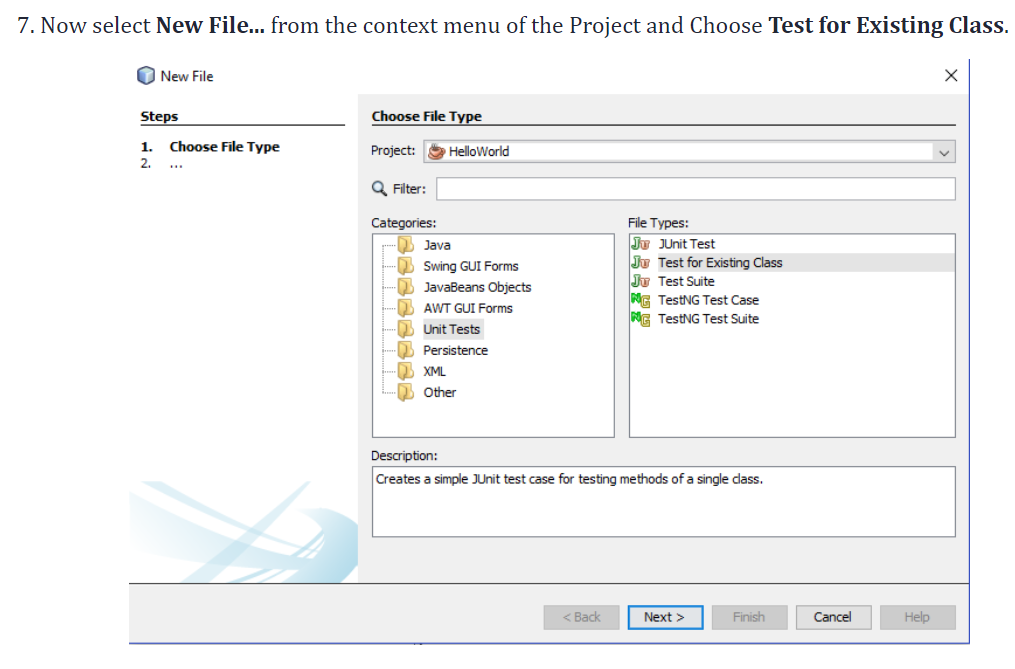 7. Now select New File... from the context menu of the Project and Choose Test for Existing Class.
New File
Steps
1. Choose File Type
2. ...
Choose File Type
Project: HelloWorld
Filter:
Categories:
Java
Swing GUI Forms
JavaBeans Objects
AWT GUI Forms
Unit Tests
Persistence
XML
Other
File Types:
JUnit Test
Test for Existing Class
Test Suite
TestNG Test Case
TestNG Test Suite
Description:
Creates a simple JUnit test case for testing methods of a single class.
< Back Next > Finish Cancel Help